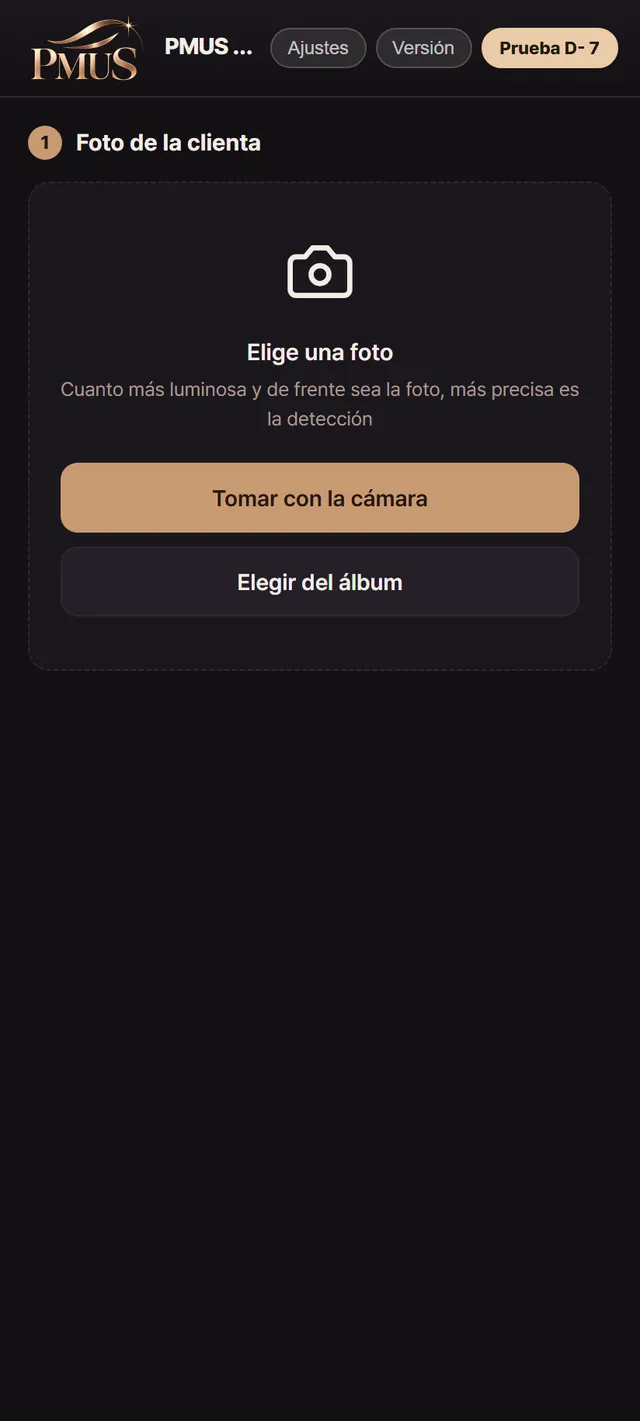 PMUS
PMUS ...
Ajustes
Versión
Prueba D- 7
1
Foto de la clienta
Elige una foto
Cuanto más luminosa y de frente sea la foto, más precisa es
la detección
Tomar con la cámara
Elegir del álbum